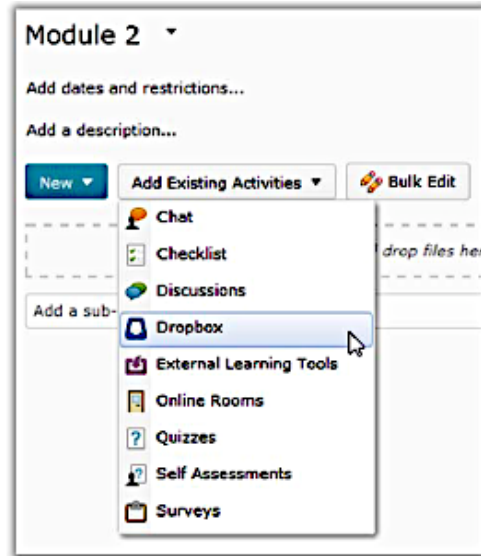 Module 2
Add dates and restrictions...
Add a description...
New Add Existing Activities Bulk Edit
Chat
drop files her
Checklist
Discussions
Add a sub-
Dropbox
External Learning Tools
Online Rooms
Quizzes
Self Assessments
Surveys